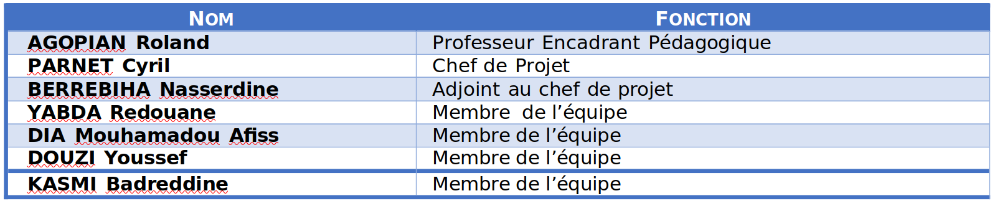 NOM FONCTION
AGOPIAN Roland Professeur Encadrant Pédagogique
PARNET Cyril Chef de Projet
BERREBIHA Nasserdine Adjoint au chef de projet
YABDA Redouane Membre de l’équipe
DIA Mouhamadou Afiss Membre de l’équipe
DOUZI Youssef Membre de l’équipe
KASMI Badreddine Membre de l’équipe